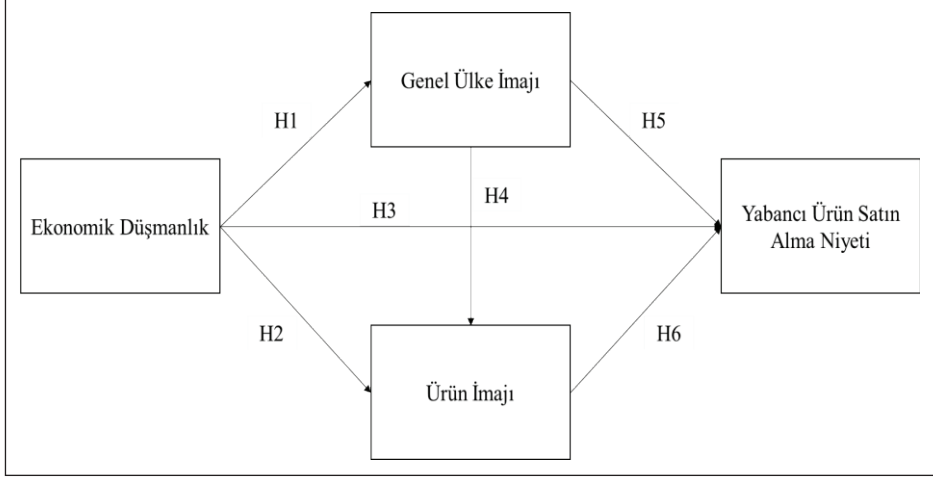 Genel Ülke İmajı
H1
H5
Ekonomik Düşmanlık
H3
H4
Yabancı Ürün Satın
Alma Niyeti
H2
H6
Ürün İmajı